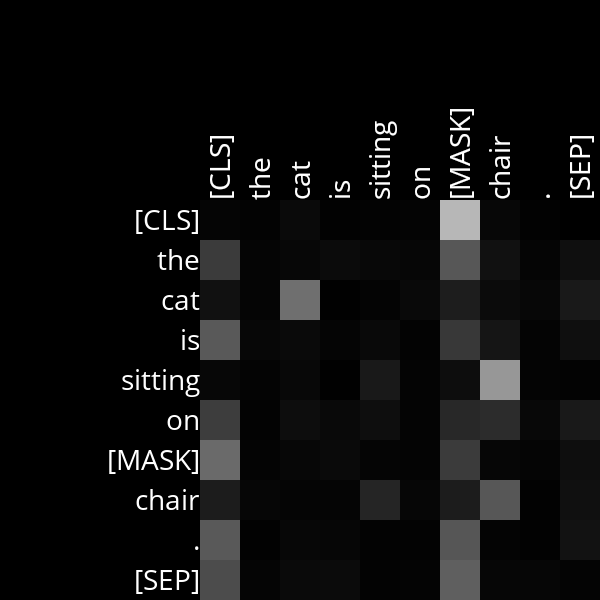 [CLS] the cat is sitting on [MASK] chair . [SEP]
[CLS]
the
cat
is
sitting
on
[MASK]
chair
.
[SEP]